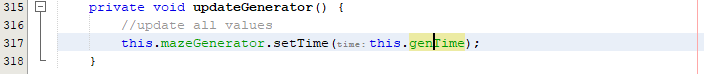 315 private void updateGenerator() {
316 //update all values
317 this.mazeGenerator.setTime(time: this.genTime);
318 }